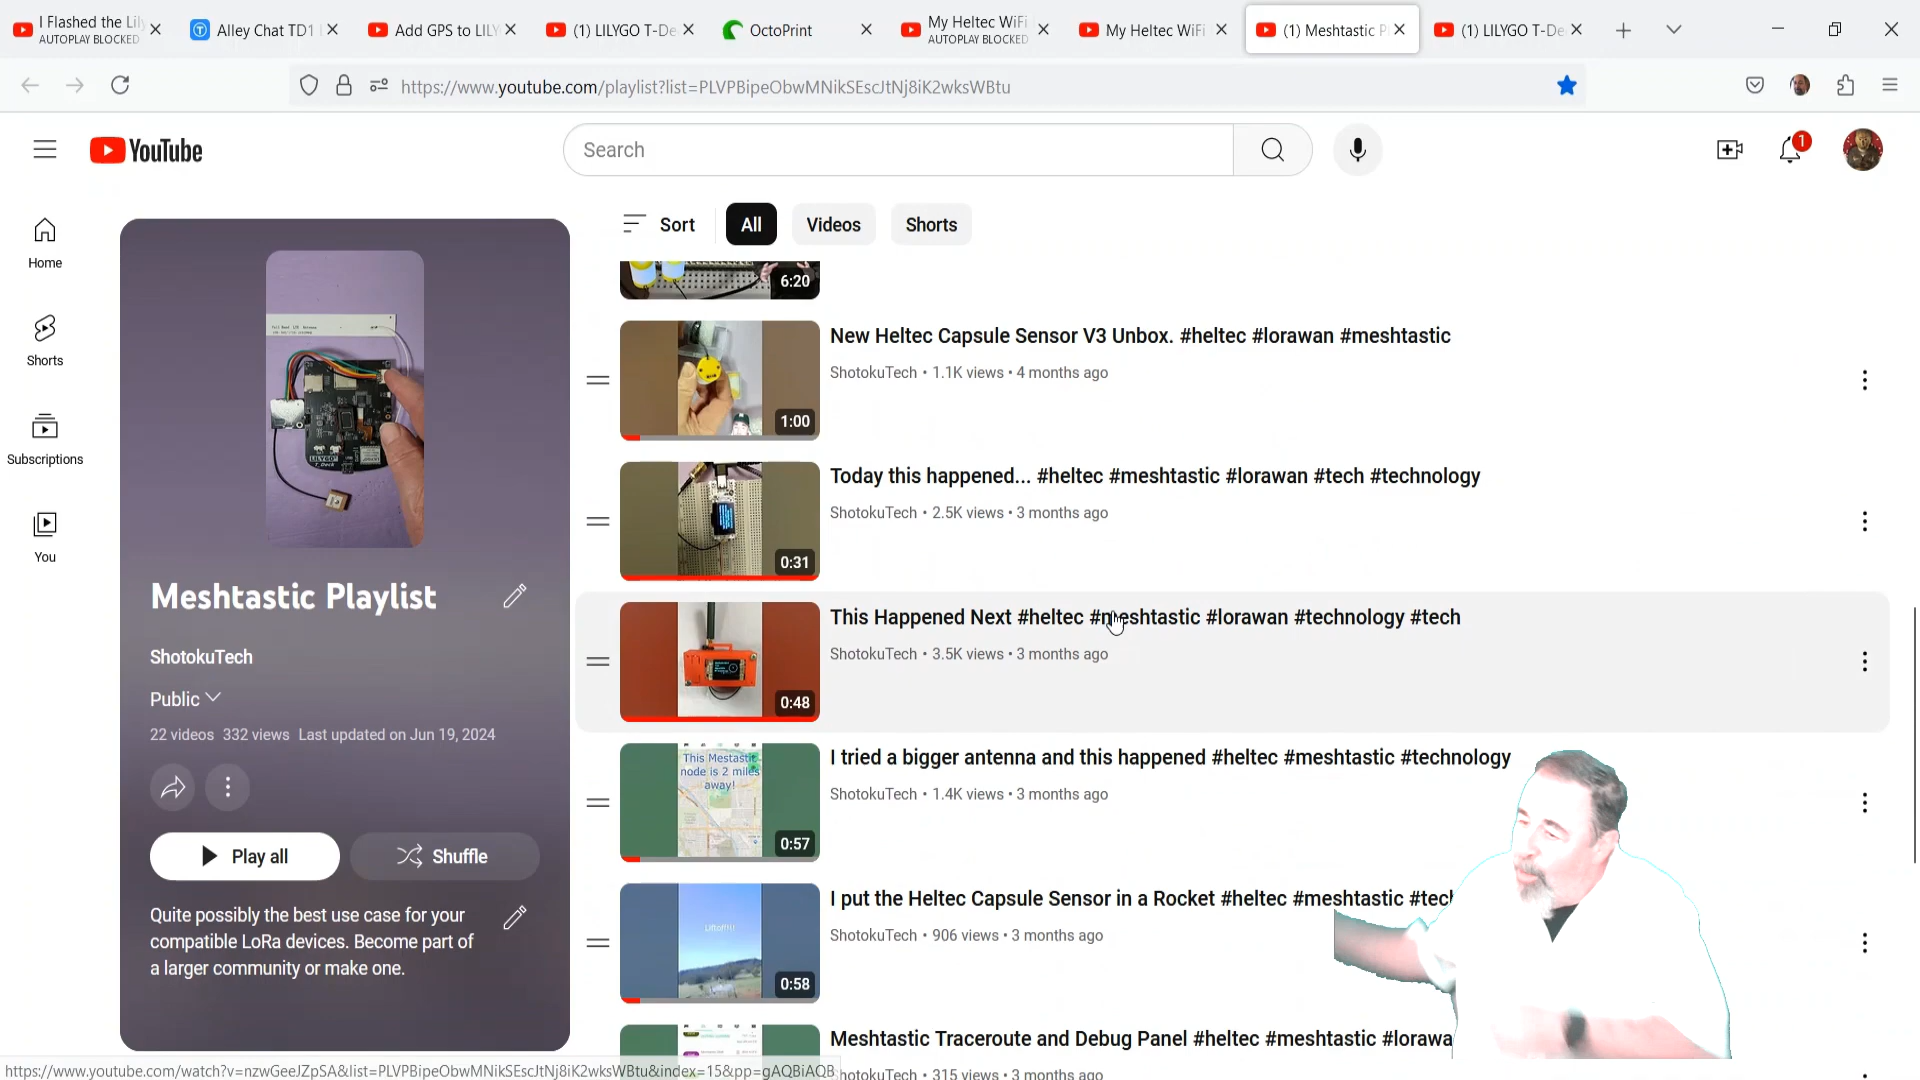 I Flashed the Lily
AUTOPLAY BLOCKED
Alley Chat TD1
Add GPS to LILY
(1) LILYGO T-De
OctoPrint
My Heltec WiFi
AUTOPLAY BLOCKED
My Heltec WiFi
(1) Meshtastic P
(1) LILYGO T-De
https://www.youtube.com/playlist?list=PLVPBipeObwMNikSEscJtNj8iK2wksWBtu
YouTube
Search
1
Home
Shorts
Subscriptions
You
LILYGO
T_Deck
Meshtastic Playlist
ShotokuTech
Public
22 videos 332 views Last updated on Jun 19, 2024
Play all
Shuffle
Quite possibly the best use case for your
compatible LoRa devices. Become part of
a larger community or make one.
Sort
All
Videos
Shorts
6:20
New Heltec Capsule Sensor V3 Unbox. #heltec #lorawan #meshtastic
ShotokuTech • 1.1K views • 4 months ago
1:00
Today this happened... #heltec #meshtastic #lorawan #tech #technology
ShotokuTech • 2.5K views • 3 months ago
0:31
This Happened Next #heltec #meshtastic #lorawan #technology #tech
ShotokuTech • 3.5K views • 3 months ago
0:48
This Mestastic
node is 2 miles
away!
I tried a bigger antenna and this happened #heltec #meshtastic #technology
ShotokuTech • 1.4K views • 3 months ago
0:57
Liftoff!!!
I put the Heltec Capsule Sensor in a Rocket #heltec #meshtastic #tech
ShotokuTech • 906 views • 3 months ago
0:58
Meshtastic Traceroute and Debug Panel #heltec #meshtastic #lorawa
ShotokuTech • 315 views • 3 months ago
https://www.youtube.com/watch?v=nzwGeeJZpSA&list=PLVPBipeObwMNikSEscJtNj8iK2wksWBtu&index=15&pp=gAQBiAQB